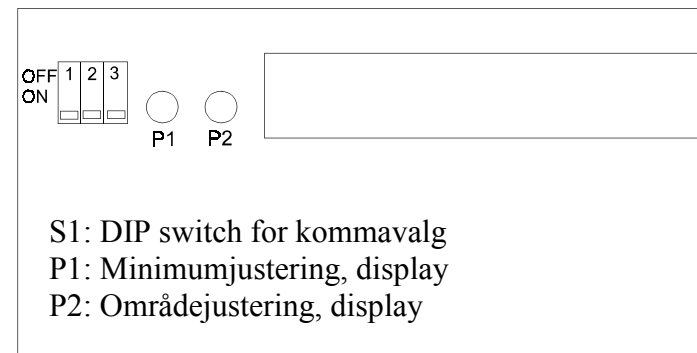 OFF 1 2 3
ON
P1 P2
S1: DIP switch for kommavalg
P1: Minimumjustering, display
P2: Områdejustering, display